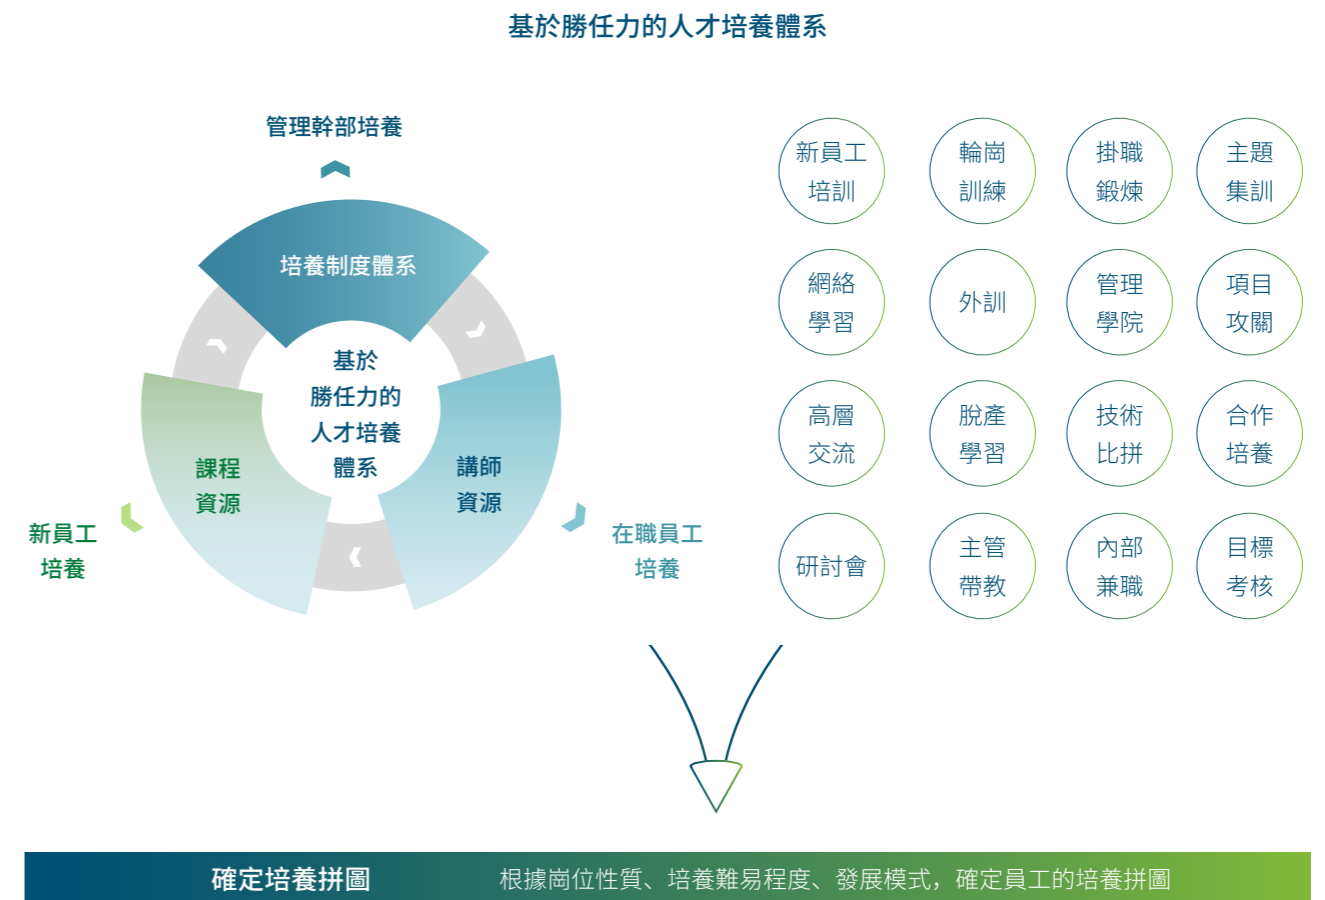 基於勝任力的人才培養體系
管理幹部培養
培養制度體系
基於
勝任力的
人才培養
體系
課程
資源
講師
資源
新員工
培養
在職員工
培養
新員工
培訓
輪崗
訓練
掛職
鍛煉
主題
集訓
網絡
學習
外訓
管理
學院
項目
攻關
高層
交流
脫產
學習
技術
比拼
合作
培養
研討會
主管
帶教
內部
兼職
目標
考核
確定培養拼圖
根據崗位性質、培養難易程度、發展模式，確定員工的培養拼圖